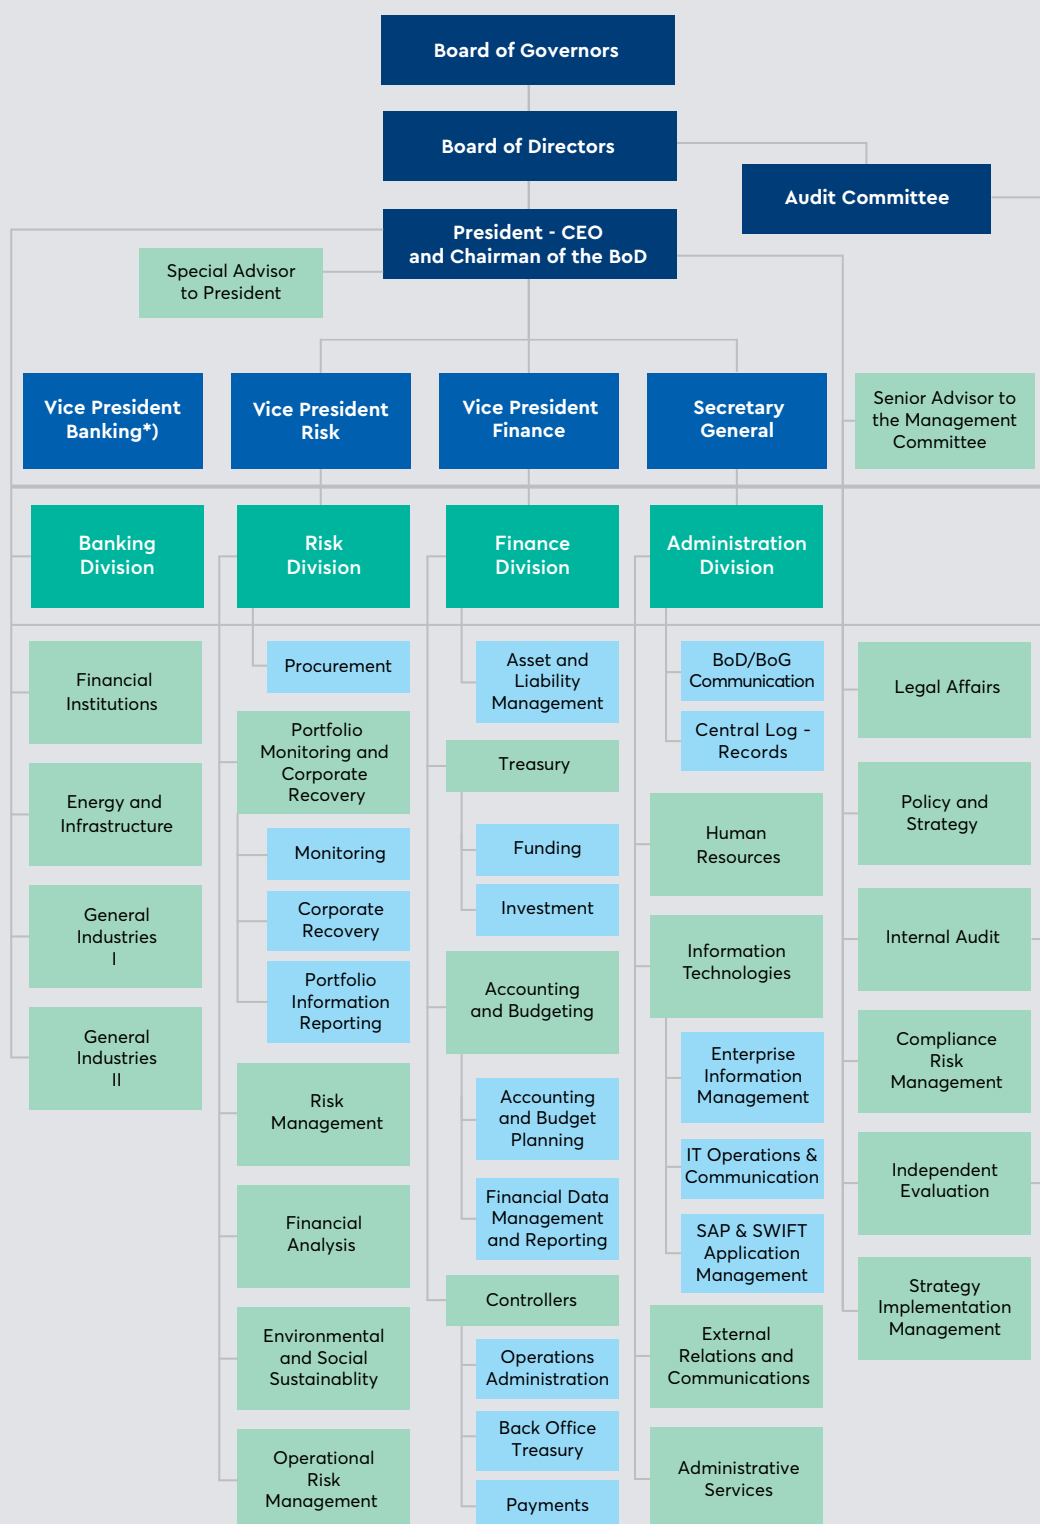 Board of Governors
Board of Directors
Audit Committee
President - CEO
and Chairman of the BoD
Special Advisor
to President
Vice President
Banking*)
Vice President
Risk
Vice President
Finance
Secretary
General
Senior Advisor to
the Management
Committee
Banking
Division
Risk
Division
Finance
Division
Administration
Division
Financial
Institutions
Energy and
Infrastructure
General
Industries
I
General
Industries
II
Procurement
Portfolio
Monitoring and
Corporate
Recovery
Monitoring
Corporate
Recovery
Portfolio
Information
Reporting
Risk
Management
Financial
Analysis
Environmental
and Social
Sustainablity
Operational
Risk
Management
Asset and
Liability
Management
Treasury
Funding
Investment
Accounting
and Budgeting
Accounting
and Budget
Planning
Financial Data
Management
and Reporting
Controllers
Operations
Administration
Back Office
Treasury
Payments
BoD/BoG
Communication
Central Log -
Records
Human
Resources
Information
Technologies
Enterprise
Information
Management
IT Operations &
Communication
SAP & SWIFT
Application
Management
External
Relations and
Communications
Administrative
Services
Legal Affairs
Policy and
Strategy
Internal Audit
Compliance
Risk
Management
Independent
Evaluation
Strategy
Implementation
Management